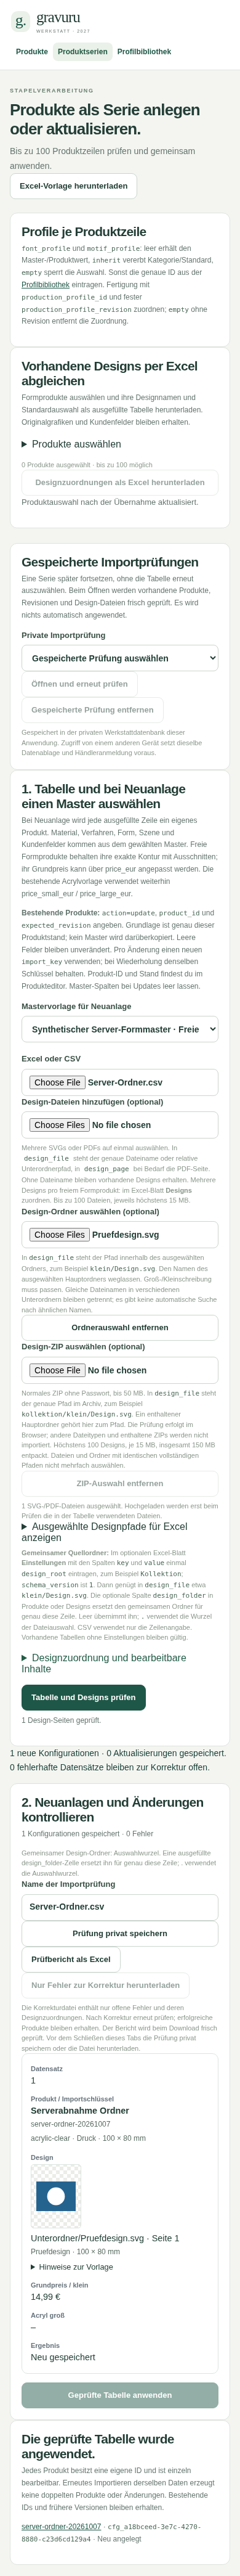 g.
gravuru
WERKSTATT · 2027
Produkte
Produktserien
Profilbibliothek
STAPELVERARBEITUNG
Produkte als Serie anlegen
oder aktualisieren.
Bis zu 100 Produktzeilen prüfen und gemeinsam
anwenden.
Excel-Vorlage herunterladen
Profile je Produktzeile
font_profile und motif_profile: leer erhält den
Master-/Produktwert, inherit vererbt Kategorie/Standard,
empty sperrt die Auswahl. Sonst die genaue ID aus der
Profilbibliothek eintragen. Fertigung mit
production_profile_id und fester
production_profile_revision zuordnen; empty ohne
Revision entfernt die Zuordnung.
Vorhandene Designs per Excel
abgleichen
Formprodukte auswählen und ihre Designnamen und
Standardauswahl als ausgefüllte Tabelle herunterladen.
Originalgrafiken und Kundenfelder bleiben erhalten.
▶ Produkte auswählen
0 Produkte ausgewählt · bis zu 100 möglich
Designzuordnungen als Excel herunterladen
Produktauswahl nach der Übernahme aktualisiert.
Gespeicherte Importprüfungen
Eine Serie später fortsetzen, ohne die Tabelle erneut
auszuwählen. Beim Öffnen werden vorhandene Produkte,
Revisionen und Design-Dateien frisch geprüft. Es wird
nichts automatisch angewendet.
Private Importprüfung
Gespeicherte Prüfung auswählen
Öffnen und erneut prüfen
Gespeicherte Prüfung entfernen
Gespeichert in der privaten Werkstattdatenbank dieser
Anwendung. Zugriff von einem anderen Gerät setzt dieselbe
Datenablage und Händleranmeldung voraus.
1. Tabelle und bei Neuanlage
einen Master auswählen
Bei Neuanlage wird jede ausgefüllte Zeile ein eigenes
Produkt. Material, Verfahren, Form, Szene und
Kundenfelder kommen aus dem gewählten Master. Freie
Formprodukte behalten ihre exakte Kontur mit Ausschnitten;
ihr Grundpreis kann über price_eur angepasst werden. Die
bestehende Acrylvorlage verwendet weiterhin
price_small_eur / price_large_eur.
Bestehende Produkte: action=update, product_id und
expected_revision angeben. Grundlage ist genau dieser
Produktstand; kein Master wird darüberkopiert. Leere
Felder bleiben unverändert. Pro Änderung einen neuen
import_key verwenden; bei Wiederholung denselben
Schlüssel behalten. Produkt-ID und Stand findest du im
Produkteditor. Master-Spalten bei Updates leer lassen.
Mastervorlage für Neuanlage
Synthetischer Server-Formmaster · Freie
Excel oder CSV
Choose File Server-Ordner.csv
Design-Dateien hinzufügen (optional)
Choose Files No file chosen
Mehrere SVGs oder PDFs auf einmal auswählen. In
design_file steht der genaue Dateiname oder relative
Unterordnerpfad, in design_page bei Bedarf die PDF-Seite.
Ohne Dateiname bleiben vorhandene Designs erhalten. Mehrere
Designs pro freiem Formprodukt: im Excel-Blatt Designs
zuordnen. Bis zu 100 Dateien, jeweils höchstens 15 MB.
Design-Ordner auswählen (optional)
Choose Files Pruefdesign.svg
In design_file steht der Pfad innerhalb des ausgewählten
Ordners, zum Beispiel klein/Design.svg. Den Namen des
ausgewählten Hauptordners weglassen. Groß-/Kleinschreibung
muss passen. Gleiche Dateinamen in verschiedenen
Unterordnern bleiben getrennt; es gibt keine automatische Suche
nach ähnlichen Namen.
Ordnerauswahl entfernen
Design-ZIP auswählen (optional)
Choose File No file chosen
Normales ZIP ohne Passwort, bis 50 MB. In design_file steht
der genaue Pfad im Archiv, zum Beispiel
kollektion/klein/Design.svg. Ein enthaltener
Hauptordner gehört hier zum Pfad. Die Prüfung erfolgt im
Browser; andere Dateitypen und enthaltene ZIPs werden nicht
importiert. Höchstens 100 Designs, je 15 MB, insgesamt 150 MB
entpackt. Dateien und Ordner mit identischen vollständigen
Pfaden nicht mehrfach auswählen.
ZIP-Auswahl entfernen
1 SVG-/PDF-Dateien ausgewählt. Hochgeladen werden erst beim
Prüfen die in der Tabelle verwendeten Dateien.
▶ Ausgewählte Designpfade für Excel
anzeigen
Gemeinsamer Quellordner: Im optionalen Excel-Blatt
Einstellungen mit den Spalten key und value einmal
design_root eintragen, zum Beispiel Kollektion;
schema_version ist 1. Dann genügt in design_file etwa
klein/Design.svg. Die optionale Spalte design_folder in
Produkte oder Designs ersetzt den gemeinsamen Ordner für
genau diese Zeile. Leer übernimmt ihn; . verwendet die Wurzel
der Dateiauswahl. CSV verwendet nur die Zeilenangabe.
Vorhandene Tabellen ohne Einstellungen bleiben gültig.
▶ Designzuordnung und bearbeitbare
Inhalte
Tabelle und Designs prüfen
1 Design-Seiten geprüft.
1 neue Konfigurationen · 0 Aktualisierungen gespeichert.
0 fehlerhafte Datensätze bleiben zur Korrektur offen.
2. Neuanlagen und Änderungen
kontrollieren
1 Konfigurationen gespeichert · 0 Fehler
Gemeinsamer Design-Ordner: Auswahlwurzel. Eine ausgefüllte
design_folder-Zelle ersetzt ihn für genau diese Zeile; . verwendet
die Auswahlwurzel.
Name der Importprüfung
Server-Ordner.csv
Prüfung privat speichern
Prüfbericht als Excel
Nur Fehler zur Korrektur herunterladen
Die Korrekturdatei enthält nur offene Fehler und deren
Designzuordnungen. Nach Korrektur erneut prüfen; erfolgreiche
Produkte bleiben erhalten. Der Bericht wird beim Download frisch
geprüft. Vor dem Schließen dieses Tabs die Prüfung privat
speichern oder die Datei herunterladen.
Datensatz
1
Produkt / Importschlüssel
Serverabnahme Ordner
server-ordner-20261007
acrylic-clear · Druck · 100 × 80 mm
Design
Unterordner/Pruefdesign.svg · Seite 1
Pruefdesign · 100 × 80 mm
▶ Hinweise zur Vorlage
Grundpreis / klein
14,99 €
Acryl groß
–
Ergebnis
Neu gespeichert
Geprüfte Tabelle anwenden
Die geprüfte Tabelle wurde
angewendet.
Jedes Produkt besitzt eine eigene ID und ist einzeln
bearbeitbar. Erneutes Importieren derselben Daten erzeugt
keine doppelten Produkte oder Änderungen. Bestehende
IDs und frühere Versionen bleiben erhalten.
server-ordner-20261007 · cfg_a18bceed-3e7c-4270-
8880-c23d6cd129a4 · Neu angelegt